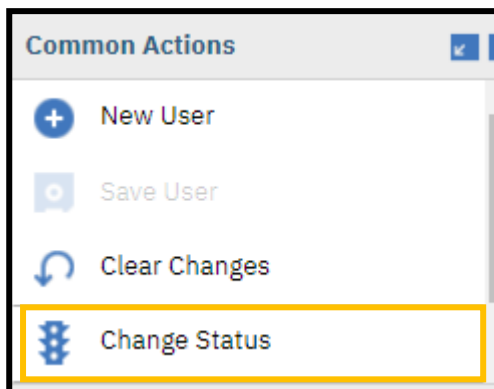 Common Actions
New User
Save User
Clear Changes
Change Status